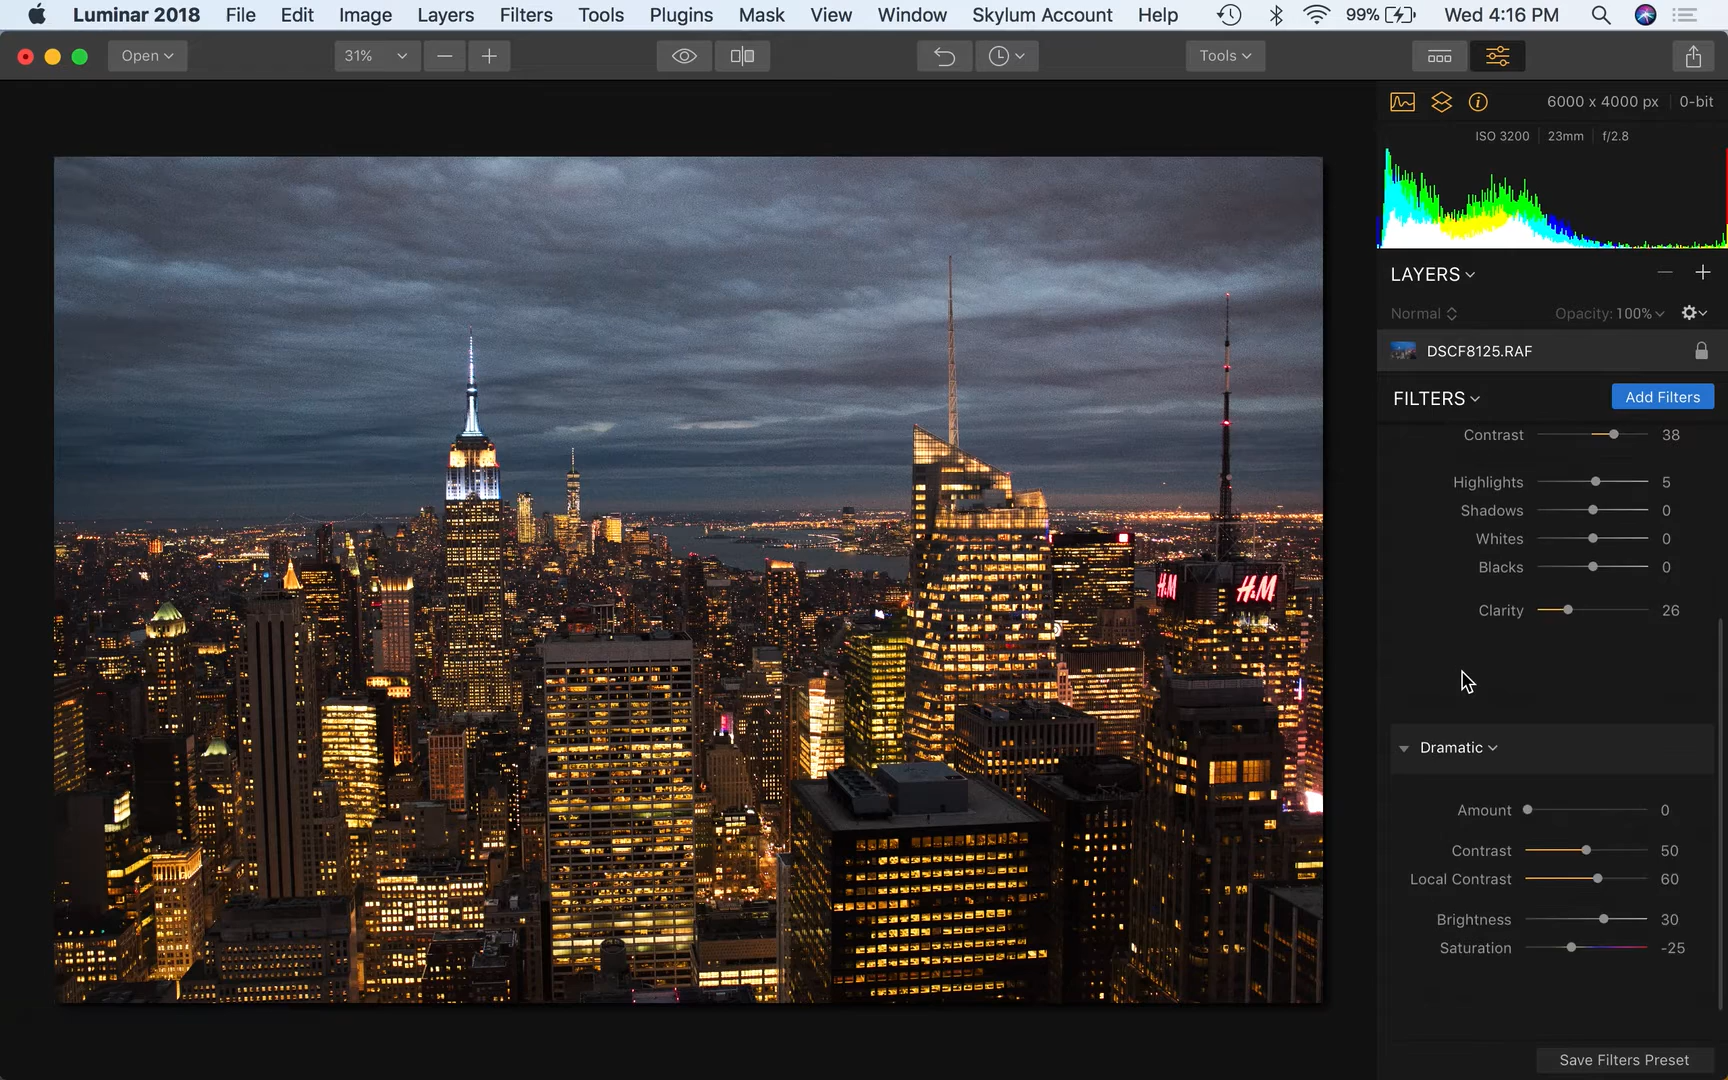 Luminar 2018 File Edit Image Layers Filters Tools Plugins Mask View Window Skylum Account Help 99% Wed 4:16 PM
Open 31% Tools
6000 x 4000 px 0-bit
ISO 3200 23mm f/2.8
LAYERS
Normal Opacity: 100%
DSCF8125.RAF
FILTERS Add Filters
Contrast 38
Highlights 5
Shadows 0
Whites 0
Blacks 0
Clarity 26
Dramatic
Amount 0
Contrast 50
Local Contrast 60
Brightness 30
Saturation -25
Save Filters Preset
H&M H&M